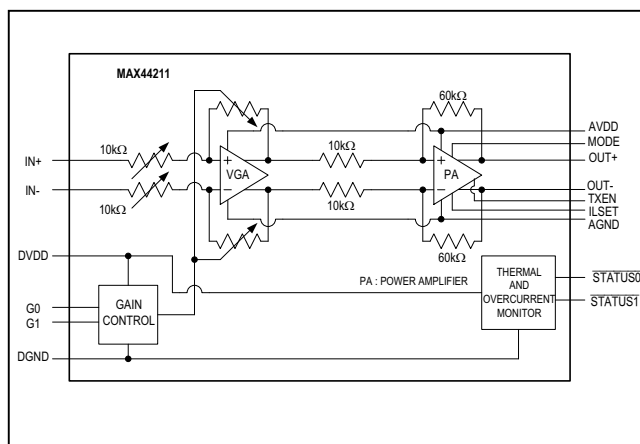 MAX44211
60kΩ
AVDD
MODE
10kΩ
10kΩ
IN+
OUT+
VGA
PA
IN-
OUT-
TXEN
10kΩ
10kΩ
ILSET
AGND
60kΩ
DVDD
PA : POWER AMPLIFIER
THERMAL
AND
OVERCURRENT
MONITOR
STATUS0
STATUS1
G0
G1
GAIN
CONTROL
DGND